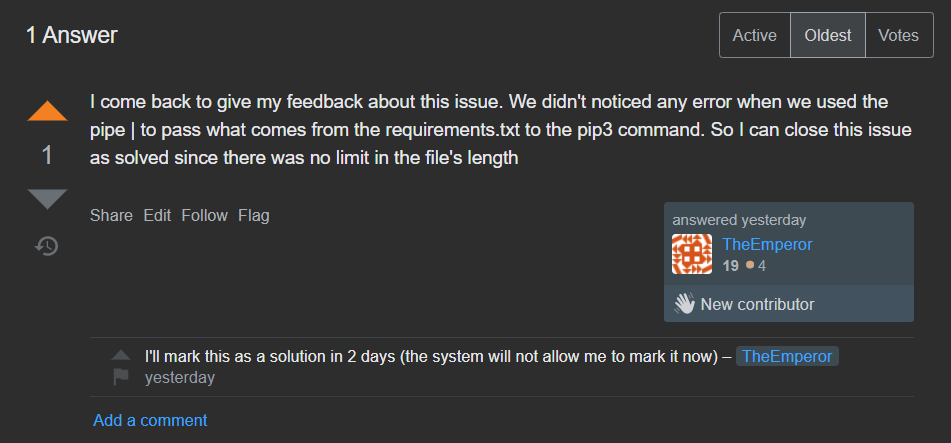 1 Answer
Active Oldest Votes
I come back to give my feedback about this issue. We didn't noticed any error when we used the
pipe | to pass what comes from the requirements.txt to the pip3 command. So I can close this issue
as solved since there was no limit in the file's length
1
Share Edit Follow Flag
answered yesterday
TheEmperor
19 4
New contributor
I'll mark this as a solution in 2 days (the system will not allow me to mark it now) – TheEmperor
yesterday
Add a comment